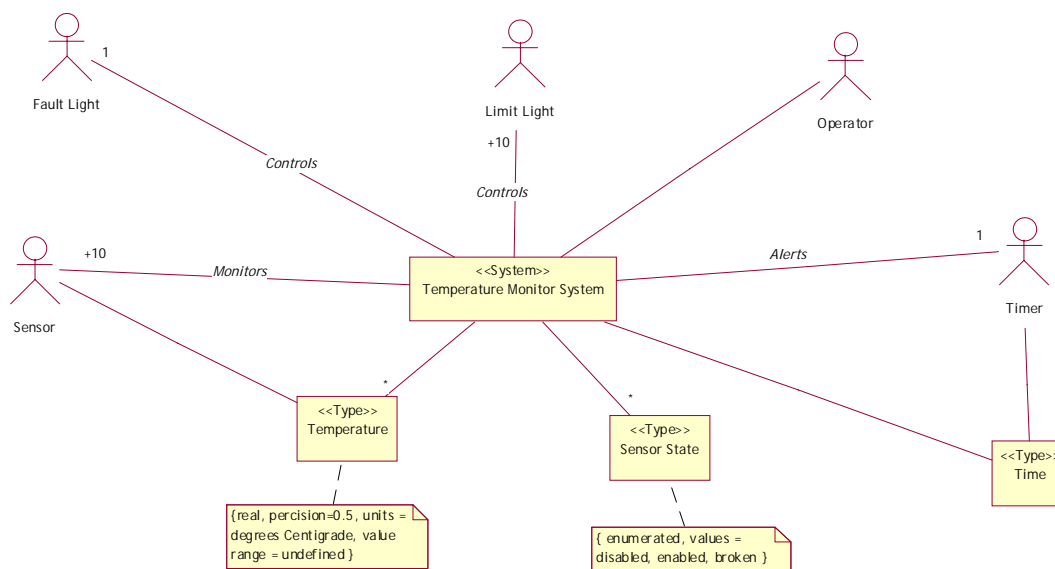 1
Fault Light
Limit Light
Operator
+10
Controls
Controls
+10
Monitors
Sensor
<<System>>
Temperature Monitor System
Alerts
1
Timer
*
*
<<Type>>
Temperature
<<Type>>
Sensor State
<<Type>>
Time
{real, percision=0.5, units =
degrees Centigrade, value
range = undefined }
{ enumerated, values =
disabled, enabled, broken }